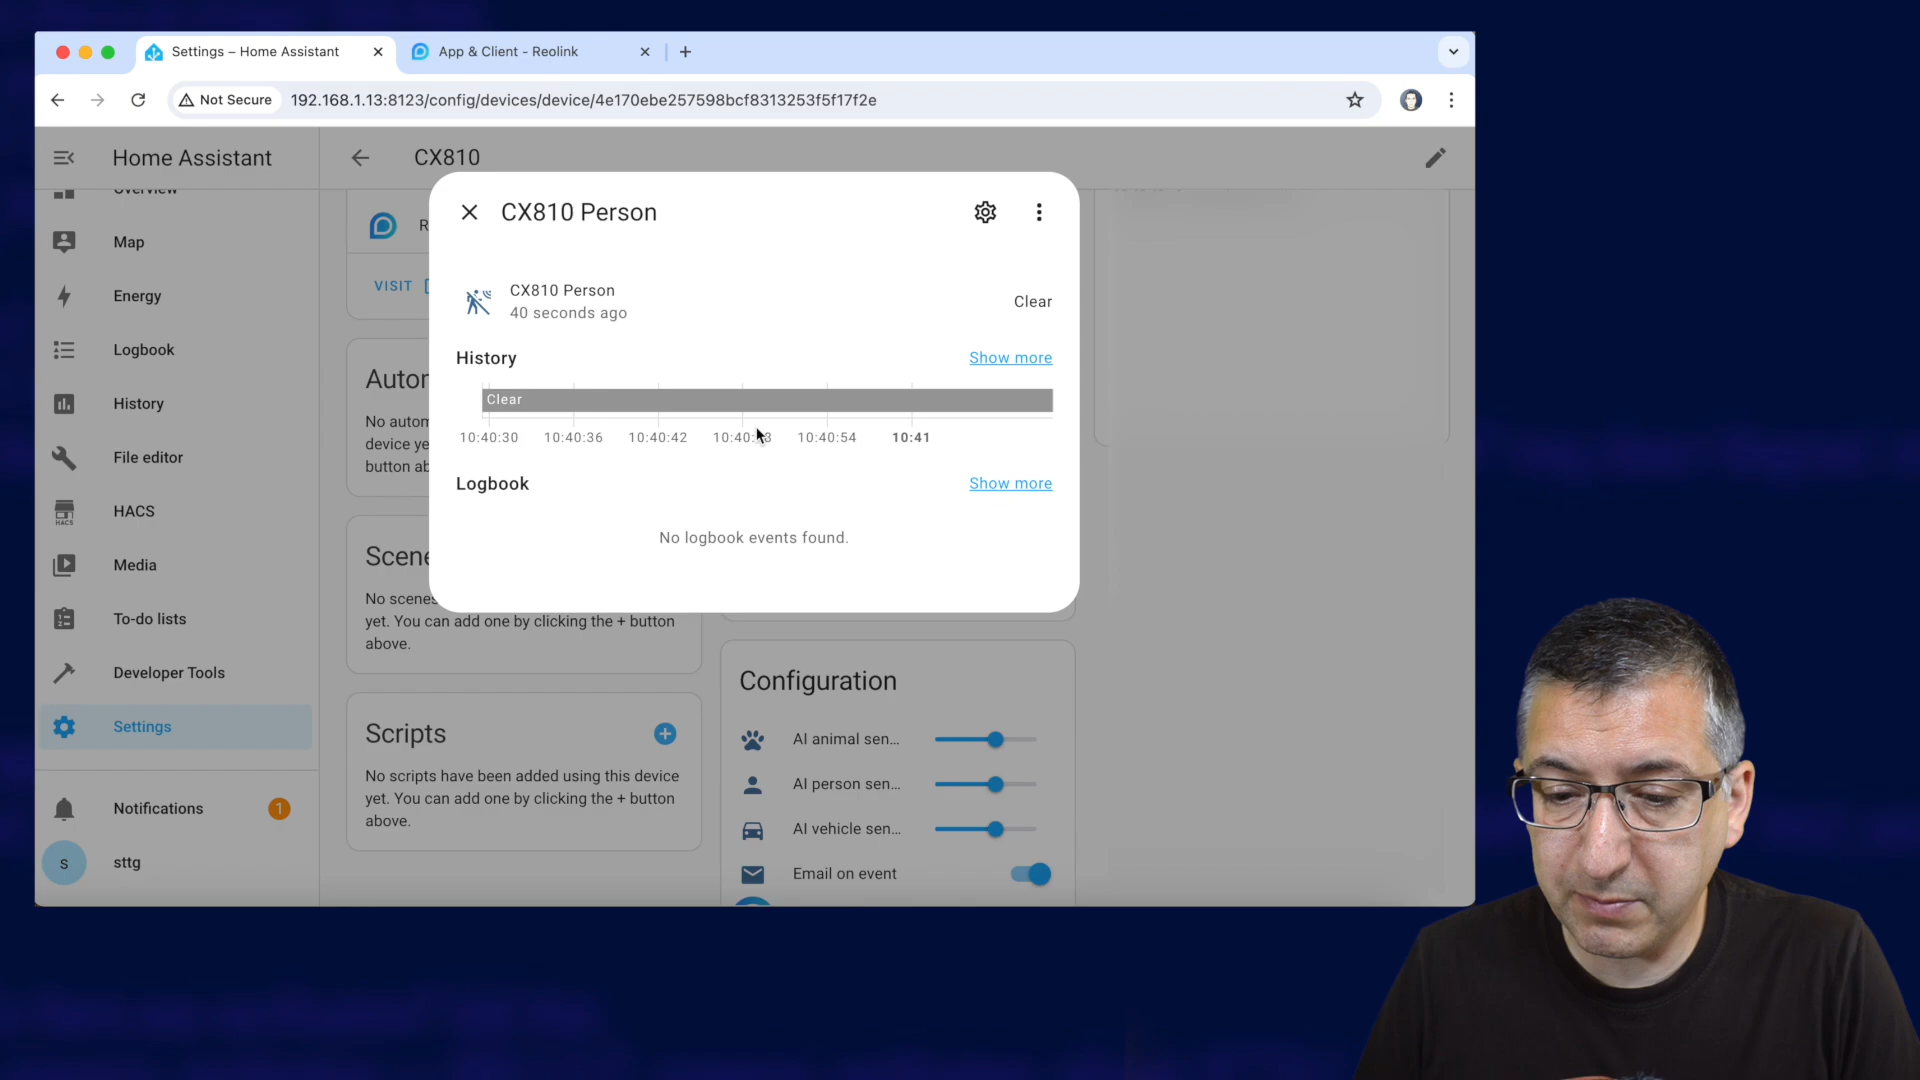 Settings – Home Assistant
App & Client - Reolink
Not Secure
192.168.1.13:8123/config/devices/device/4e170ebe257598bcf8313253f5f17f2e
Home Assistant
CX810
Overview
Map
Energy
Logbook
History
File editor
HACS
HACS
Media
To-do lists
Developer Tools
Settings
Notifications
1
s
sttg
R
VISIT
No autom
device ye
button ab
No scenes
yet. You can add one by clicking the + button
above.
Scripts
No scripts have been added using this device
yet. You can add one by clicking the + button
above.
CX810 Person
CX810 Person
40 seconds ago
Clear
History
Show more
Clear
10:40:30
10:40:36
10:40:42
10:40:54
10:41
Logbook
Show more
No logbook events found.
Configuration
AI animal sen...
AI person sen...
AI vehicle sen...
Email on event